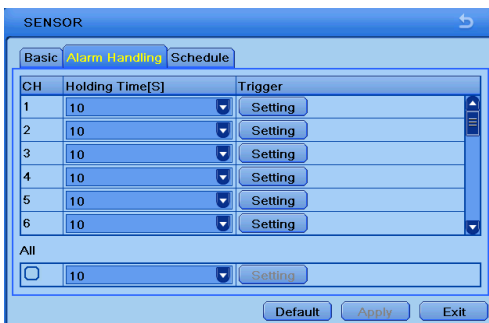 SENSOR
Basic Alarm Handling Schedule
CH Holding Time[S] Trigger
1 10 Setting
2 10 Setting
3 10 Setting
4 10 Setting
5 10 Setting
6 10 Setting
All
10 Setting
Default Apply Exit